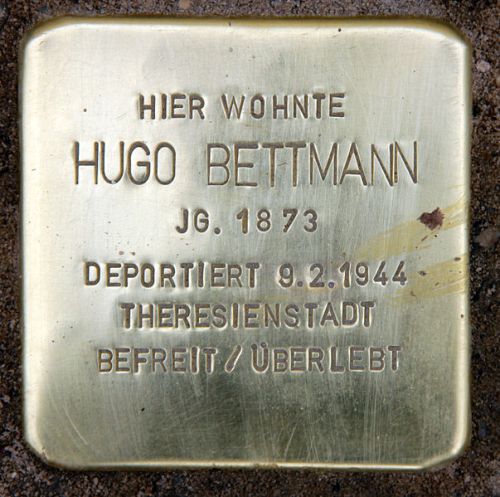 HIER WOHNTE
HUGO BETTMANN
JG. 1873
DEPORTIERT 9.2.1944
THERESIENSTADT
BEFREIT / ÜBERLEBT